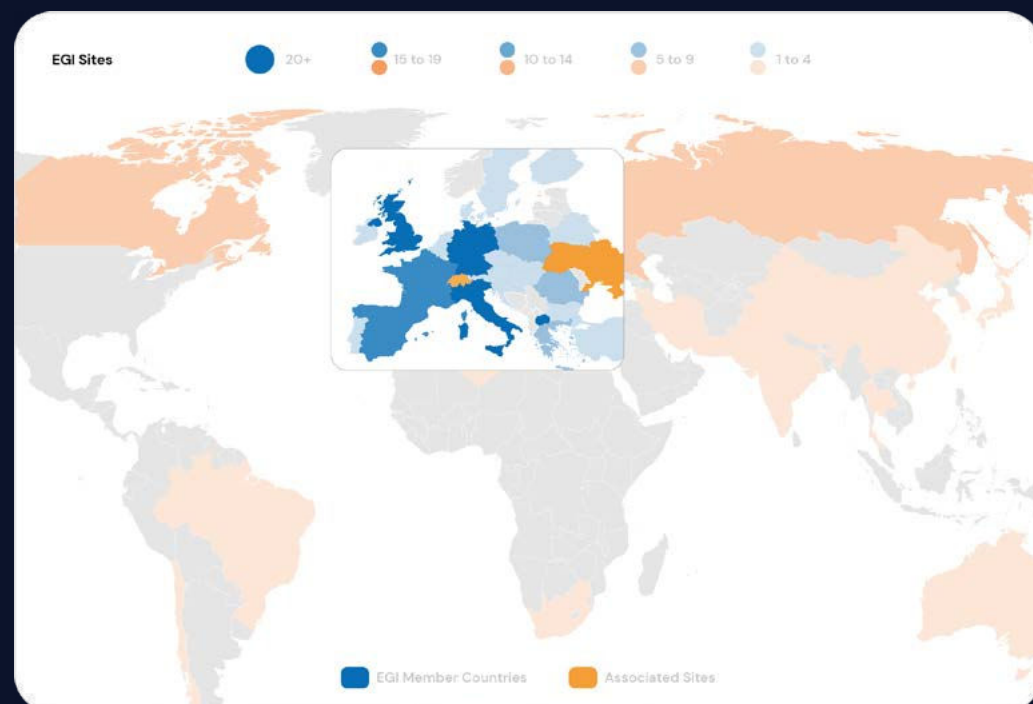 EGI Sites
20+
15 to 19
10 to 14
5 to 9
1 to 4
EGI Member Countries
Associated Sites